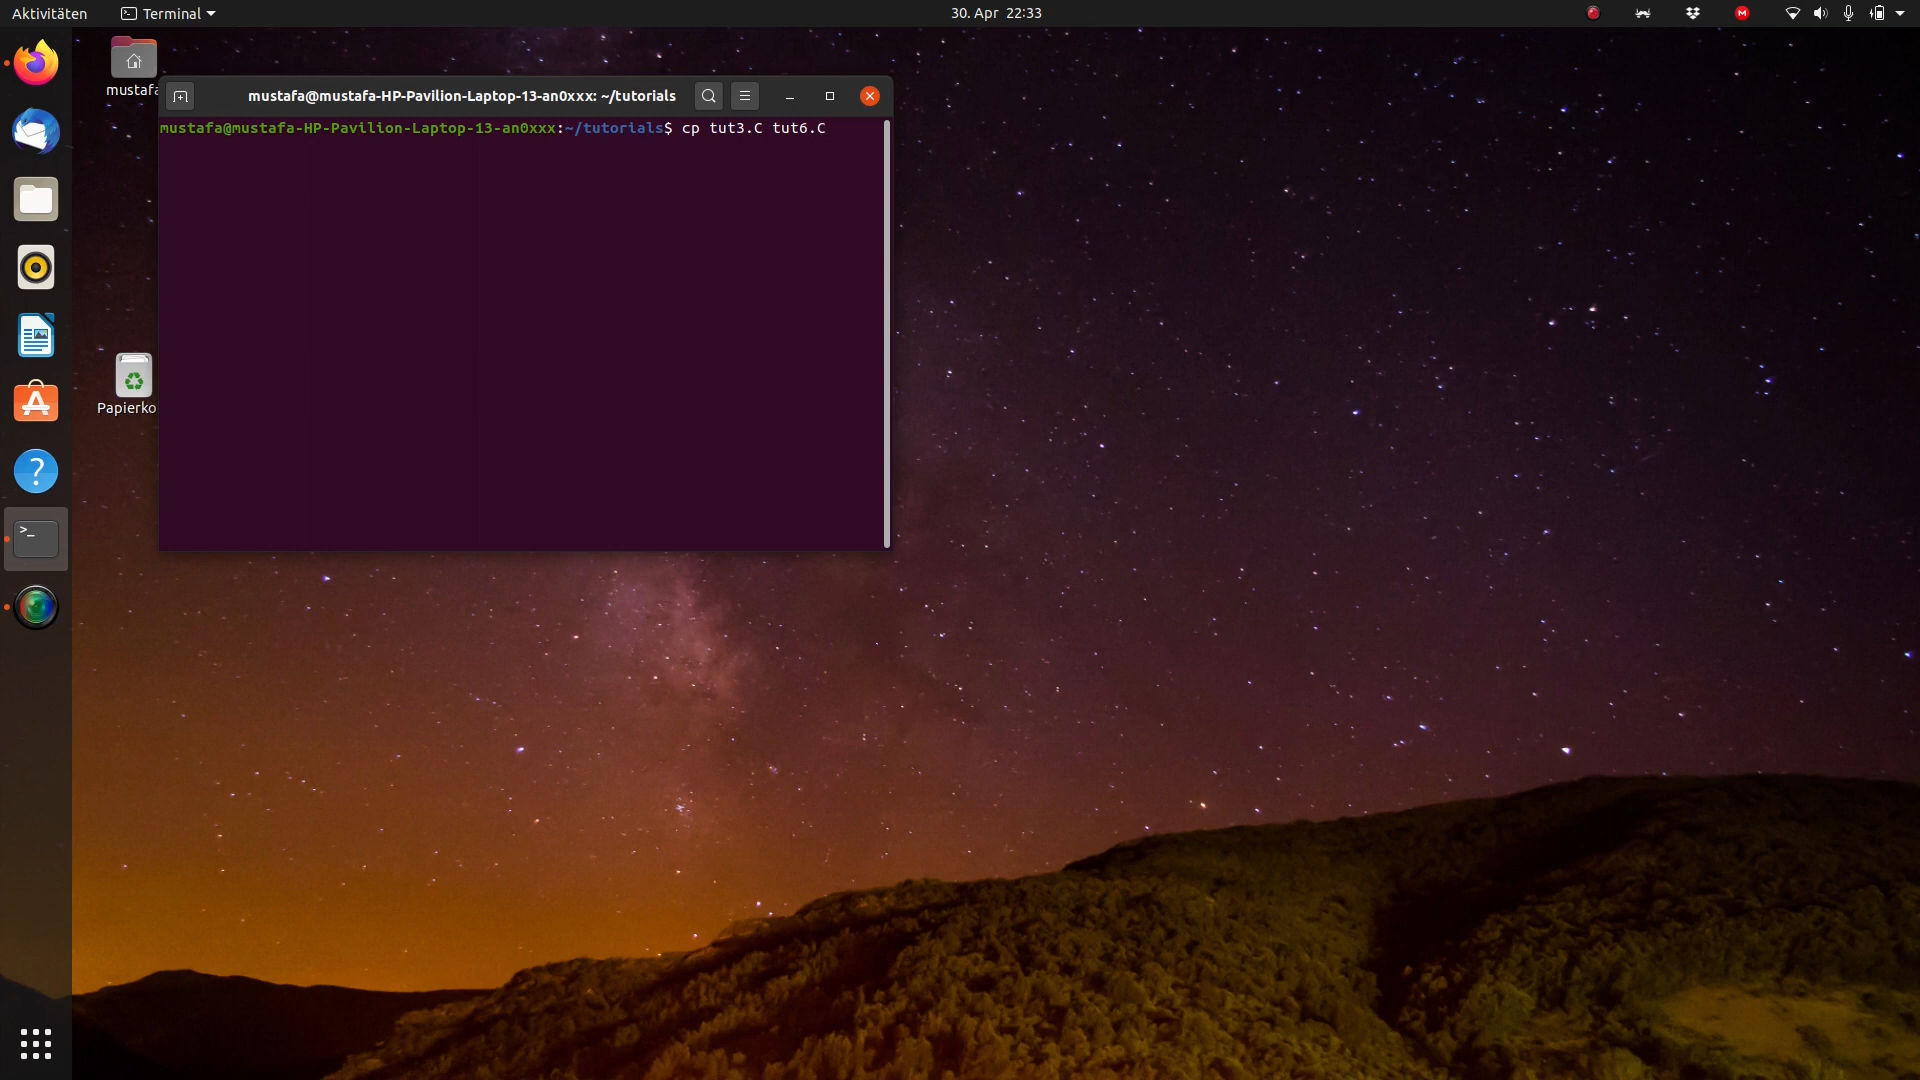 Aktivitäten
Terminal
30. Apr 22:33
mustafa
mustafa@mustafa-HP-Pavilion-Laptop-13-an0xxx: ~/tutorials
mustafa@mustafa-HP-Pavilion-Laptop-13-an0xxx:~/tutorials$ cp tut3.C tut6.C
Papierko